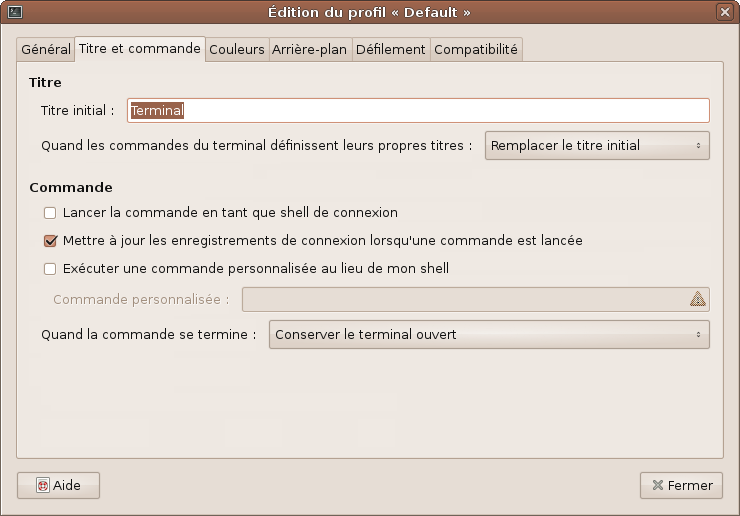 Édition du profil « Default »
Général Titre et commande Couleurs Arrière-plan Défilement Compatibilité
Titre
Titre initial : Terminal
Quand les commandes du terminal définissent leurs propres titres : Remplacer le titre initial
Commande
Lancer la commande en tant que shell de connexion
Mettre à jour les enregistrements de connexion lorsqu'une commande est lancée
Exécuter une commande personnalisée au lieu de mon shell
Commande personnalisée :
Quand la commande se termine : Conserver le terminal ouvert
Aide Fermer